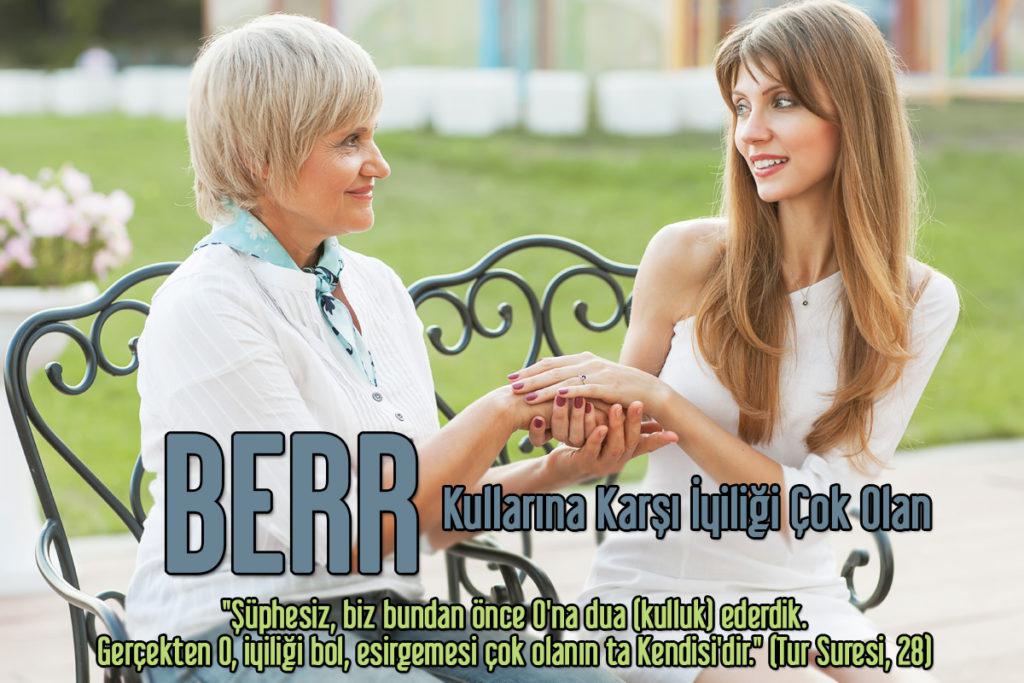 BERR
Kullarına Karşı İyiliği Çok Olan
"Şüphesiz, biz bundan önce O'na dua (kulluk) ederdik.
Gerçekten O, iyiliği bol, esirgemesi çok olanın ta Kendisi'dir." (Tur Suresi, 28)